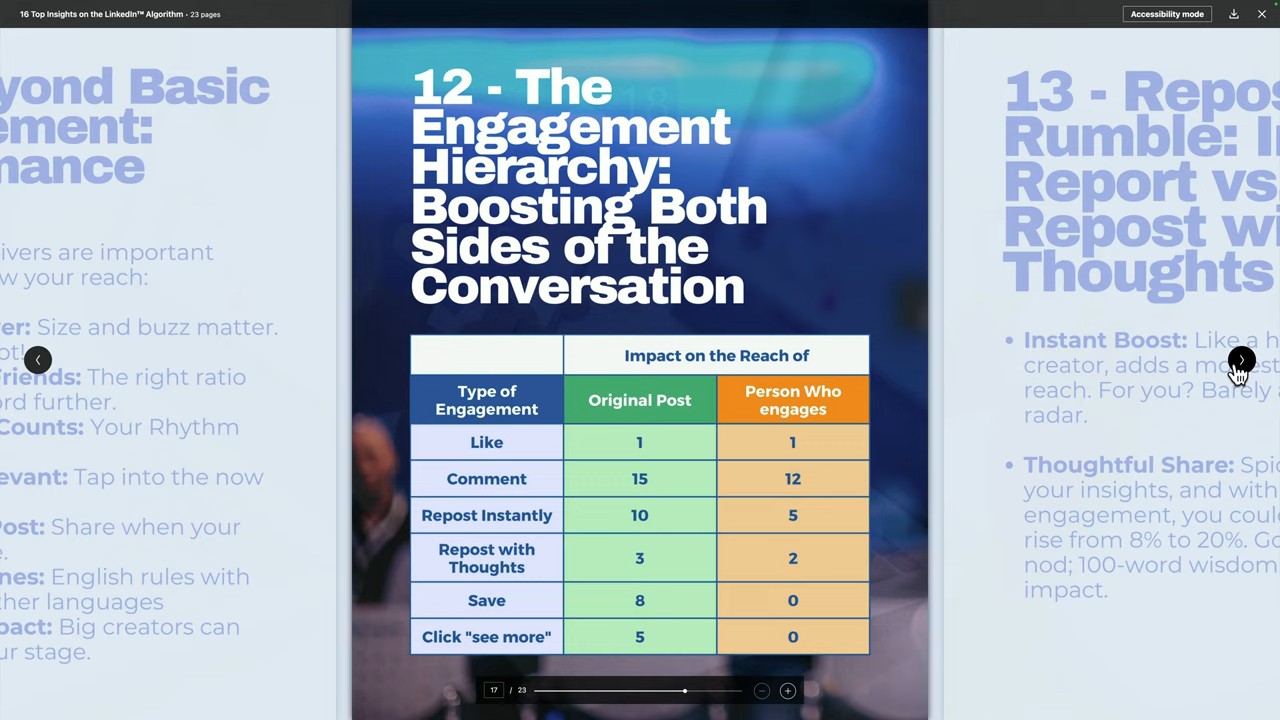 16 Top Insights on the LinkedIn™ Algorithm • 23 pages
Accessibility mode
yond Basic
ement:
mance
ivers are important
w your reach:
er: Size and buzz matter.
ot!
Friends: The right ratio
ord further.
Counts: Your Rhythm
evant: Tap into the now
Post: Share when your
e.
nes: English rules with
her languages
pact: Big creators can
ur stage.
12 - The
Engagement
Hierarchy:
Boosting Both
Sides of the
Conversation
Impact on the Reach of
Type of Engagement Original Post Person Who engages
Like 1 1
Comment 15 12
Repost Instantly 10 5
Repost with Thoughts 3 2
Save 8 0
Click "see more" 5 0
17 / 23
13 - Repos
Rumble: I
Report vs
Repost w
Thoughts
• Instant Boost: Like a h
creator, adds a modest
reach. For you? Barely a
radar.
• Thoughtful Share: Spi
your insights, and with
engagement, you could
rise from 8% to 20%. Go
nod; 100-word wisdom
impact.